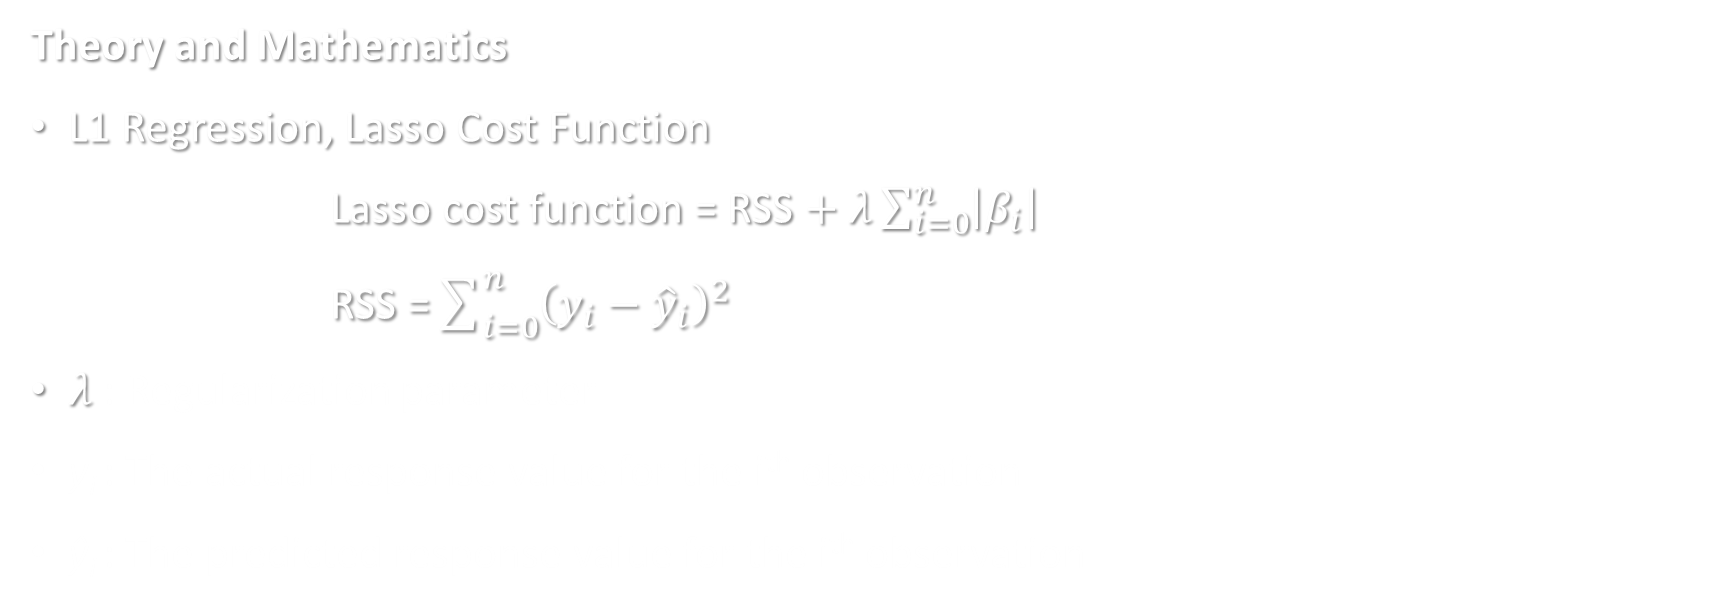 Theory and Mathematics
• L1 Regression, Lasso Cost Function
Lasso cost function = RSS + λ ∑ⁿᵢ₌₀|βᵢ|
RSS = ∑ⁿᵢ₌₀(yᵢ − ŷᵢ)²
• λ